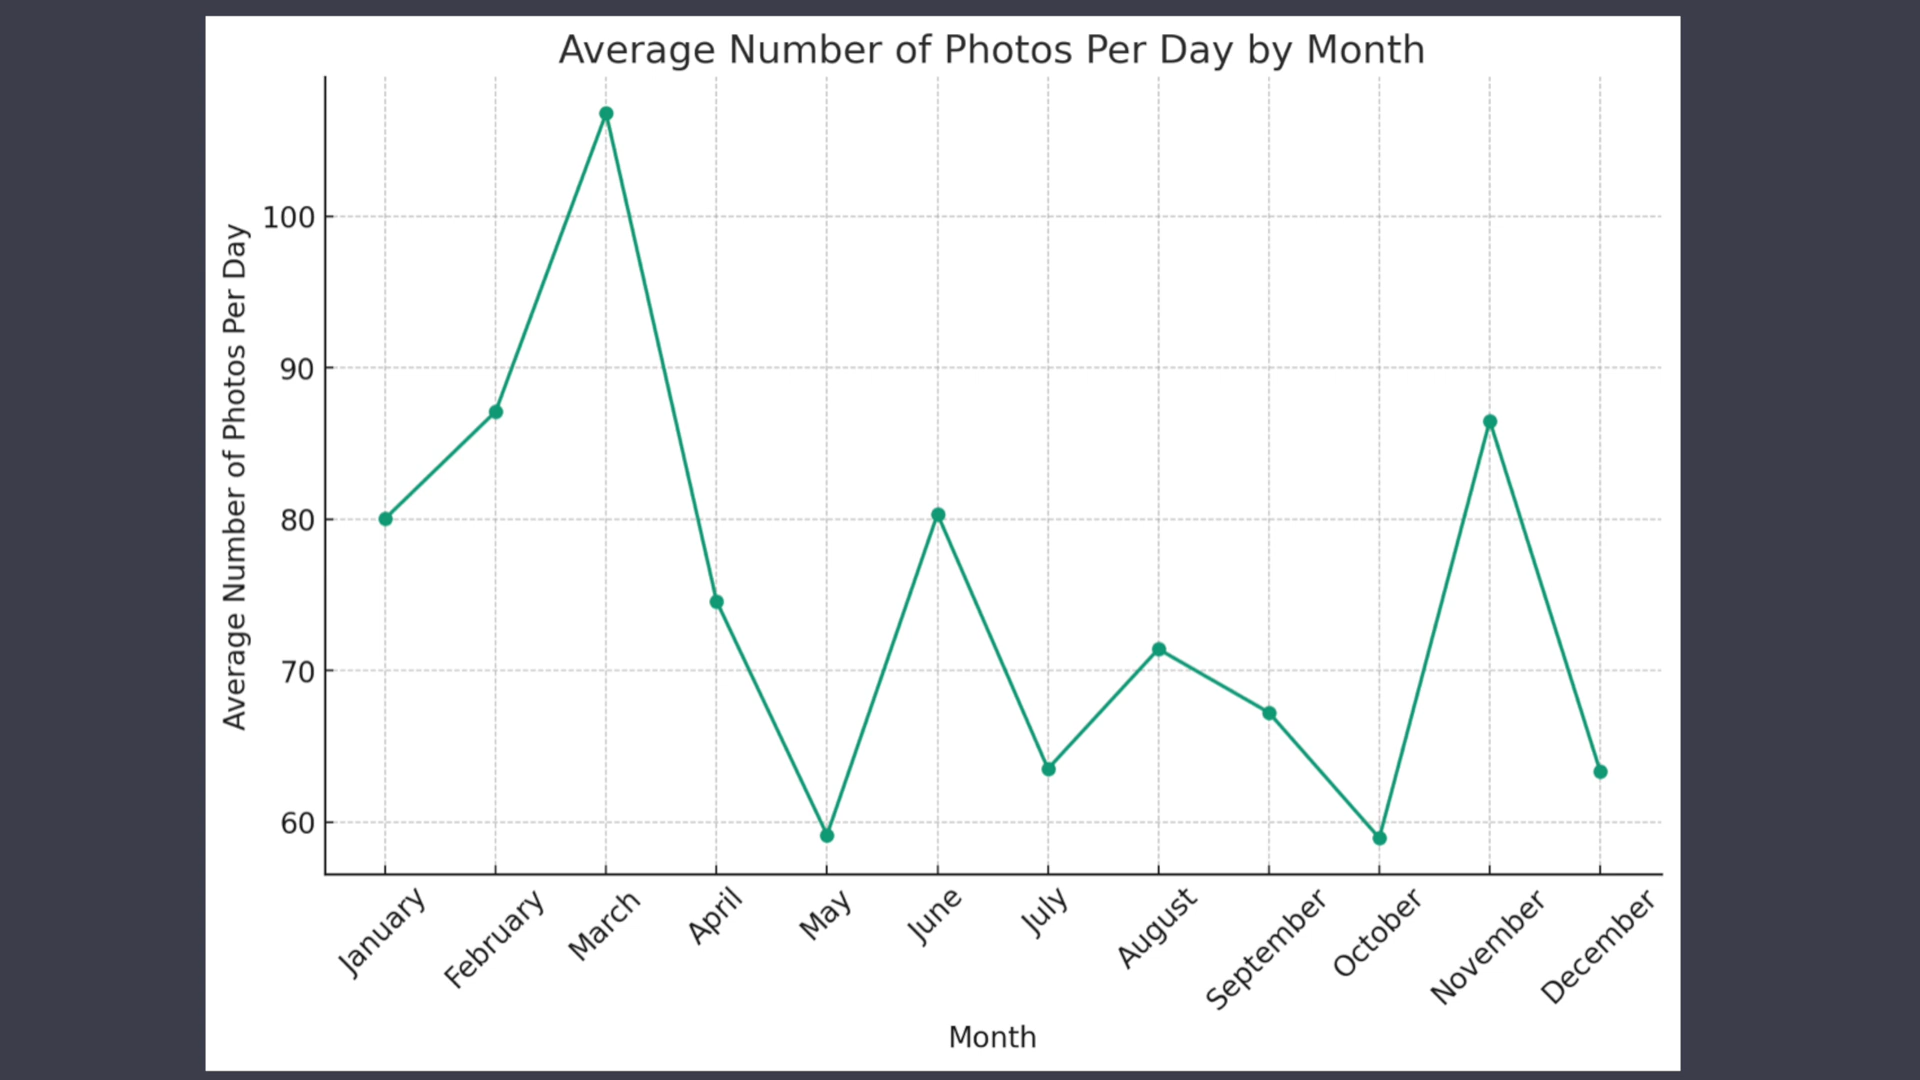 Average Number of Photos Per Day by Month
Average Number of Photos Per Day
100
90
80
70
60
January
February
March
April
May
June
July
August
September
October
November
December
Month